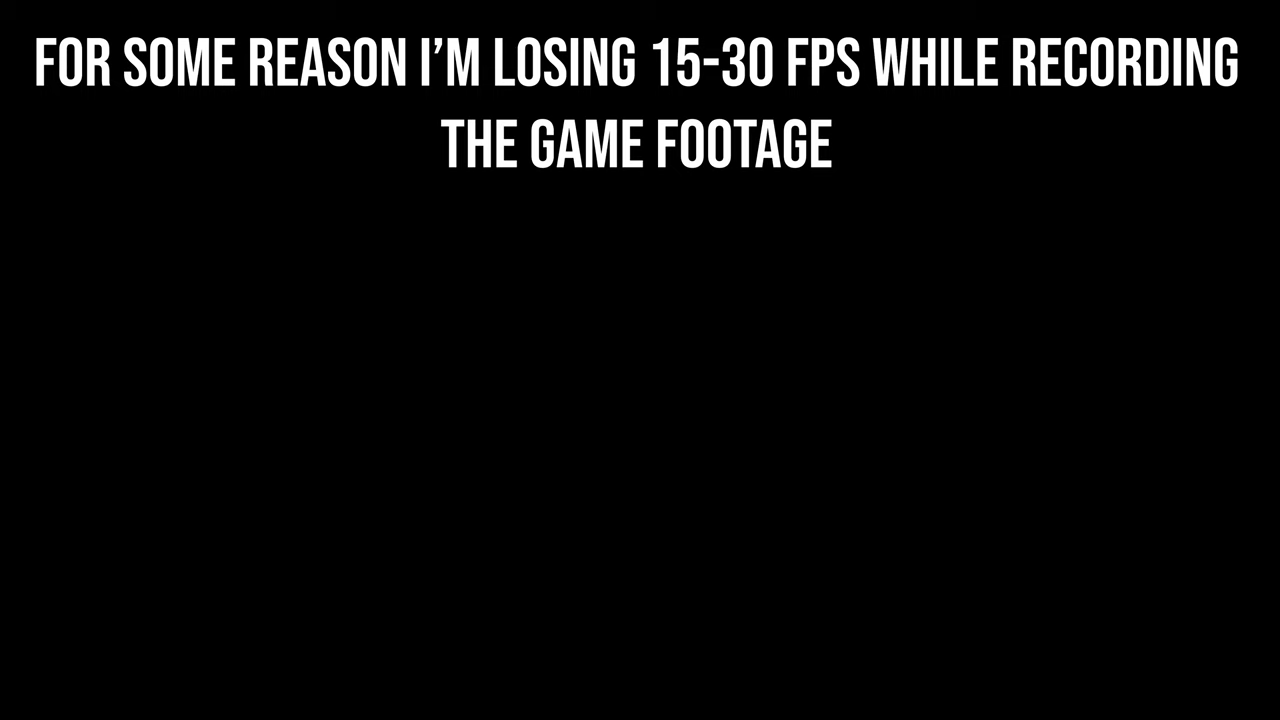 FOR SOME REASON I'M LOSING 15-30 FPS WHILE RECORDING
THE GAME FOOTAGE